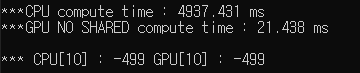 ***CPU compute time : 4937.431 ms
***GPU NO SHARED compute time : 21.438 ms
*** CPU[10] : -499 GPU[10] : -499